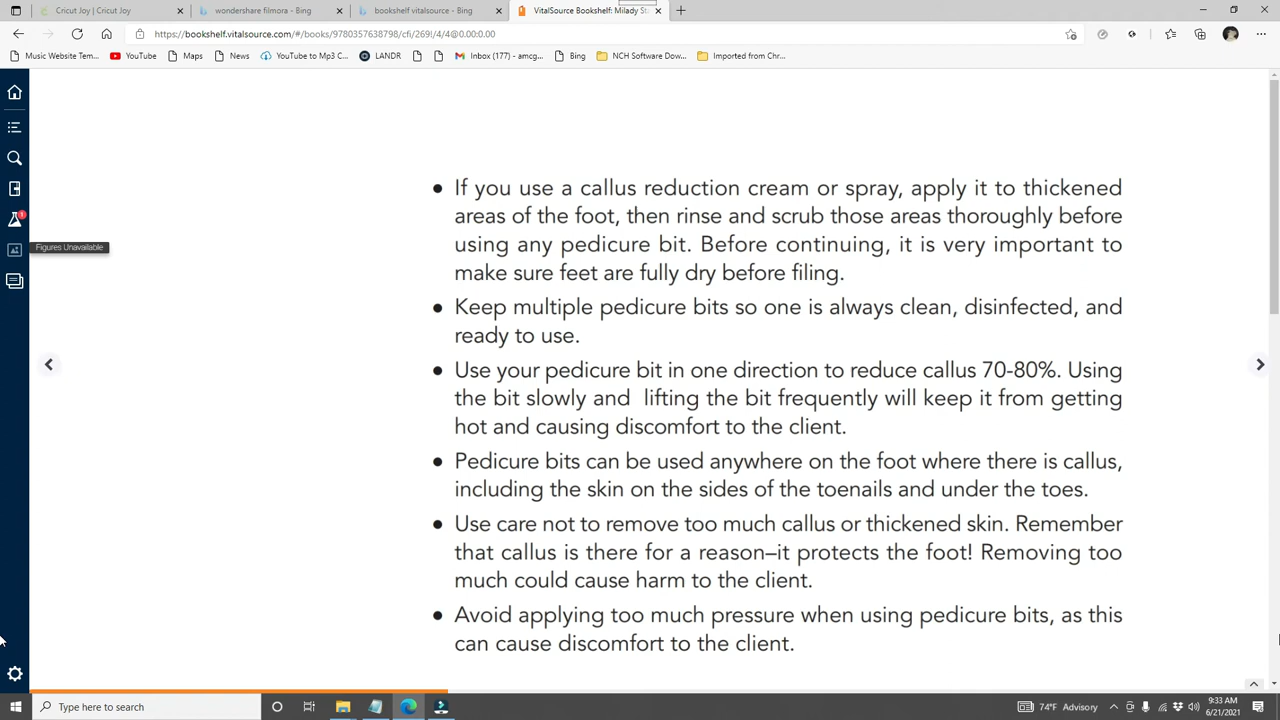 Cricut Joy | Cricut Joy
wondershare filmora - Bing
bookshelf vitalsource - Bing
VitalSource Bookshelf: Milady St
https://bookshelf.vitalsource.com/#/books/9780357638798/cfi/269!/4/4@0.00:0.00
Music Website Tem...
YouTube
Maps
News
YouTube to Mp3 C...
LANDR
Inbox (177) - amcg...
Bing
NCH Software Dow...
Imported from Chr...
1
Figures Unavailable
• If you use a callus reduction cream or spray, apply it to thickened
areas of the foot, then rinse and scrub those areas thoroughly before
using any pedicure bit. Before continuing, it is very important to
make sure feet are fully dry before filing.
• Keep multiple pedicure bits so one is always clean, disinfected, and
ready to use.
• Use your pedicure bit in one direction to reduce callus 70-80%. Using
the bit slowly and lifting the bit frequently will keep it from getting
hot and causing discomfort to the client.
• Pedicure bits can be used anywhere on the foot where there is callus,
including the skin on the sides of the toenails and under the toes.
• Use care not to remove too much callus or thickened skin. Remember
that callus is there for a reason–it protects the foot! Removing too
much could cause harm to the client.
• Avoid applying too much pressure when using pedicure bits, as this
can cause discomfort to the client.
Type here to search
74°F Advisory
9:33 AM
6/21/2021